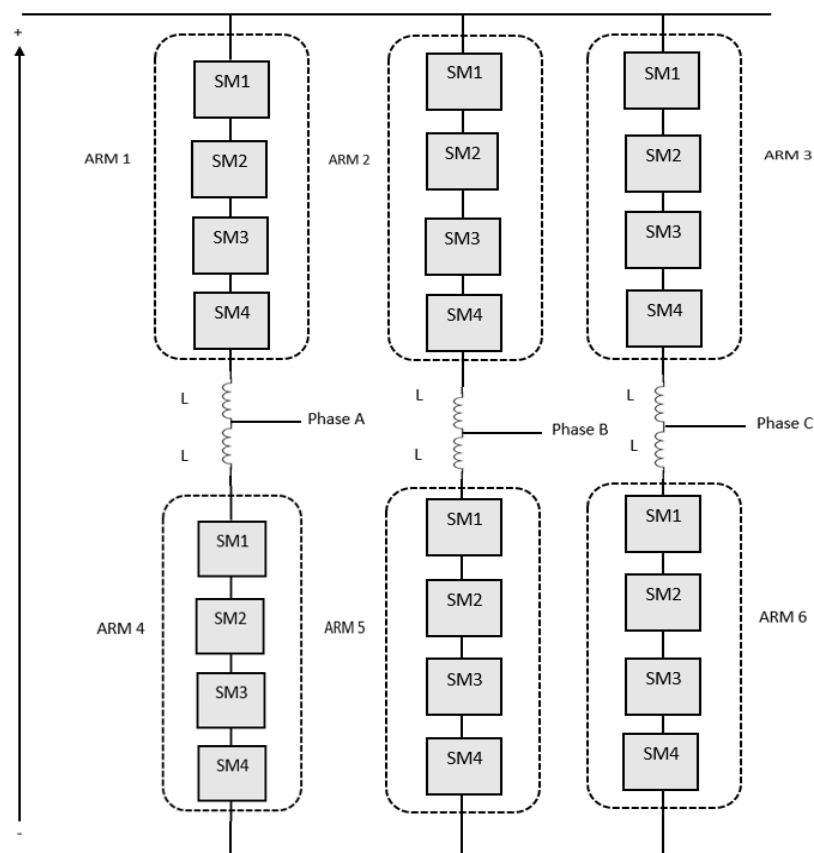 +
SM1
SM1
SM1
ARM 1
SM2
ARM 2
SM2
SM2
ARM 3
SM3
SM3
SM3
SM4
SM4
SM4
L
Phase A
L
L
Phase B
L
L
Phase C
L
SM1
SM1
SM1
ARM 4
SM2
ARM 5
SM2
SM2
ARM 6
SM3
SM3
SM3
SM4
SM4
SM4
-